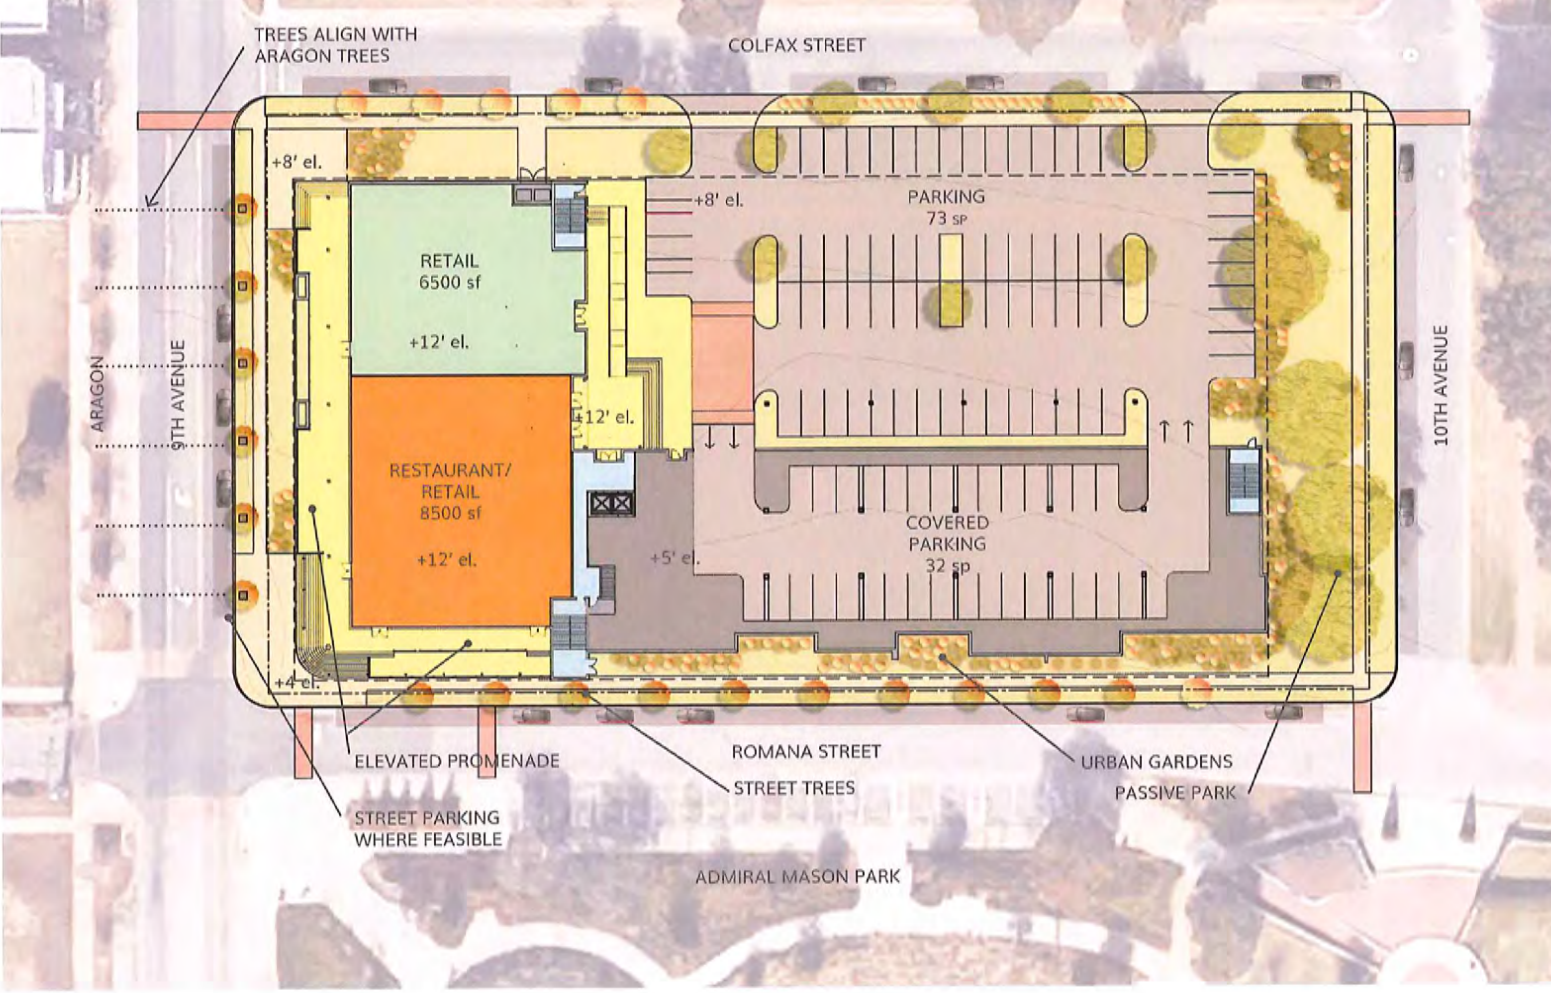 TREES ALIGN WITH
ARAGON TREES
COLFAX STREET
+8' el.
PARKING
73 SP
+8' el.
RETAIL
6500 sf
+12' el.
ARAGON
9TH AVENUE
10TH AVENUE
+12' el.
RESTAURANT/
RETAIL
8500 sf
+12' el.
COVERED
PARKING
32 sp
+5' el.
+4' el.
ELEVATED PROMENADE
ROMANA STREET
URBAN GARDENS
STREET TREES
PASSIVE PARK
STREET PARKING
WHERE FEASIBLE
ADMIRAL MASON PARK